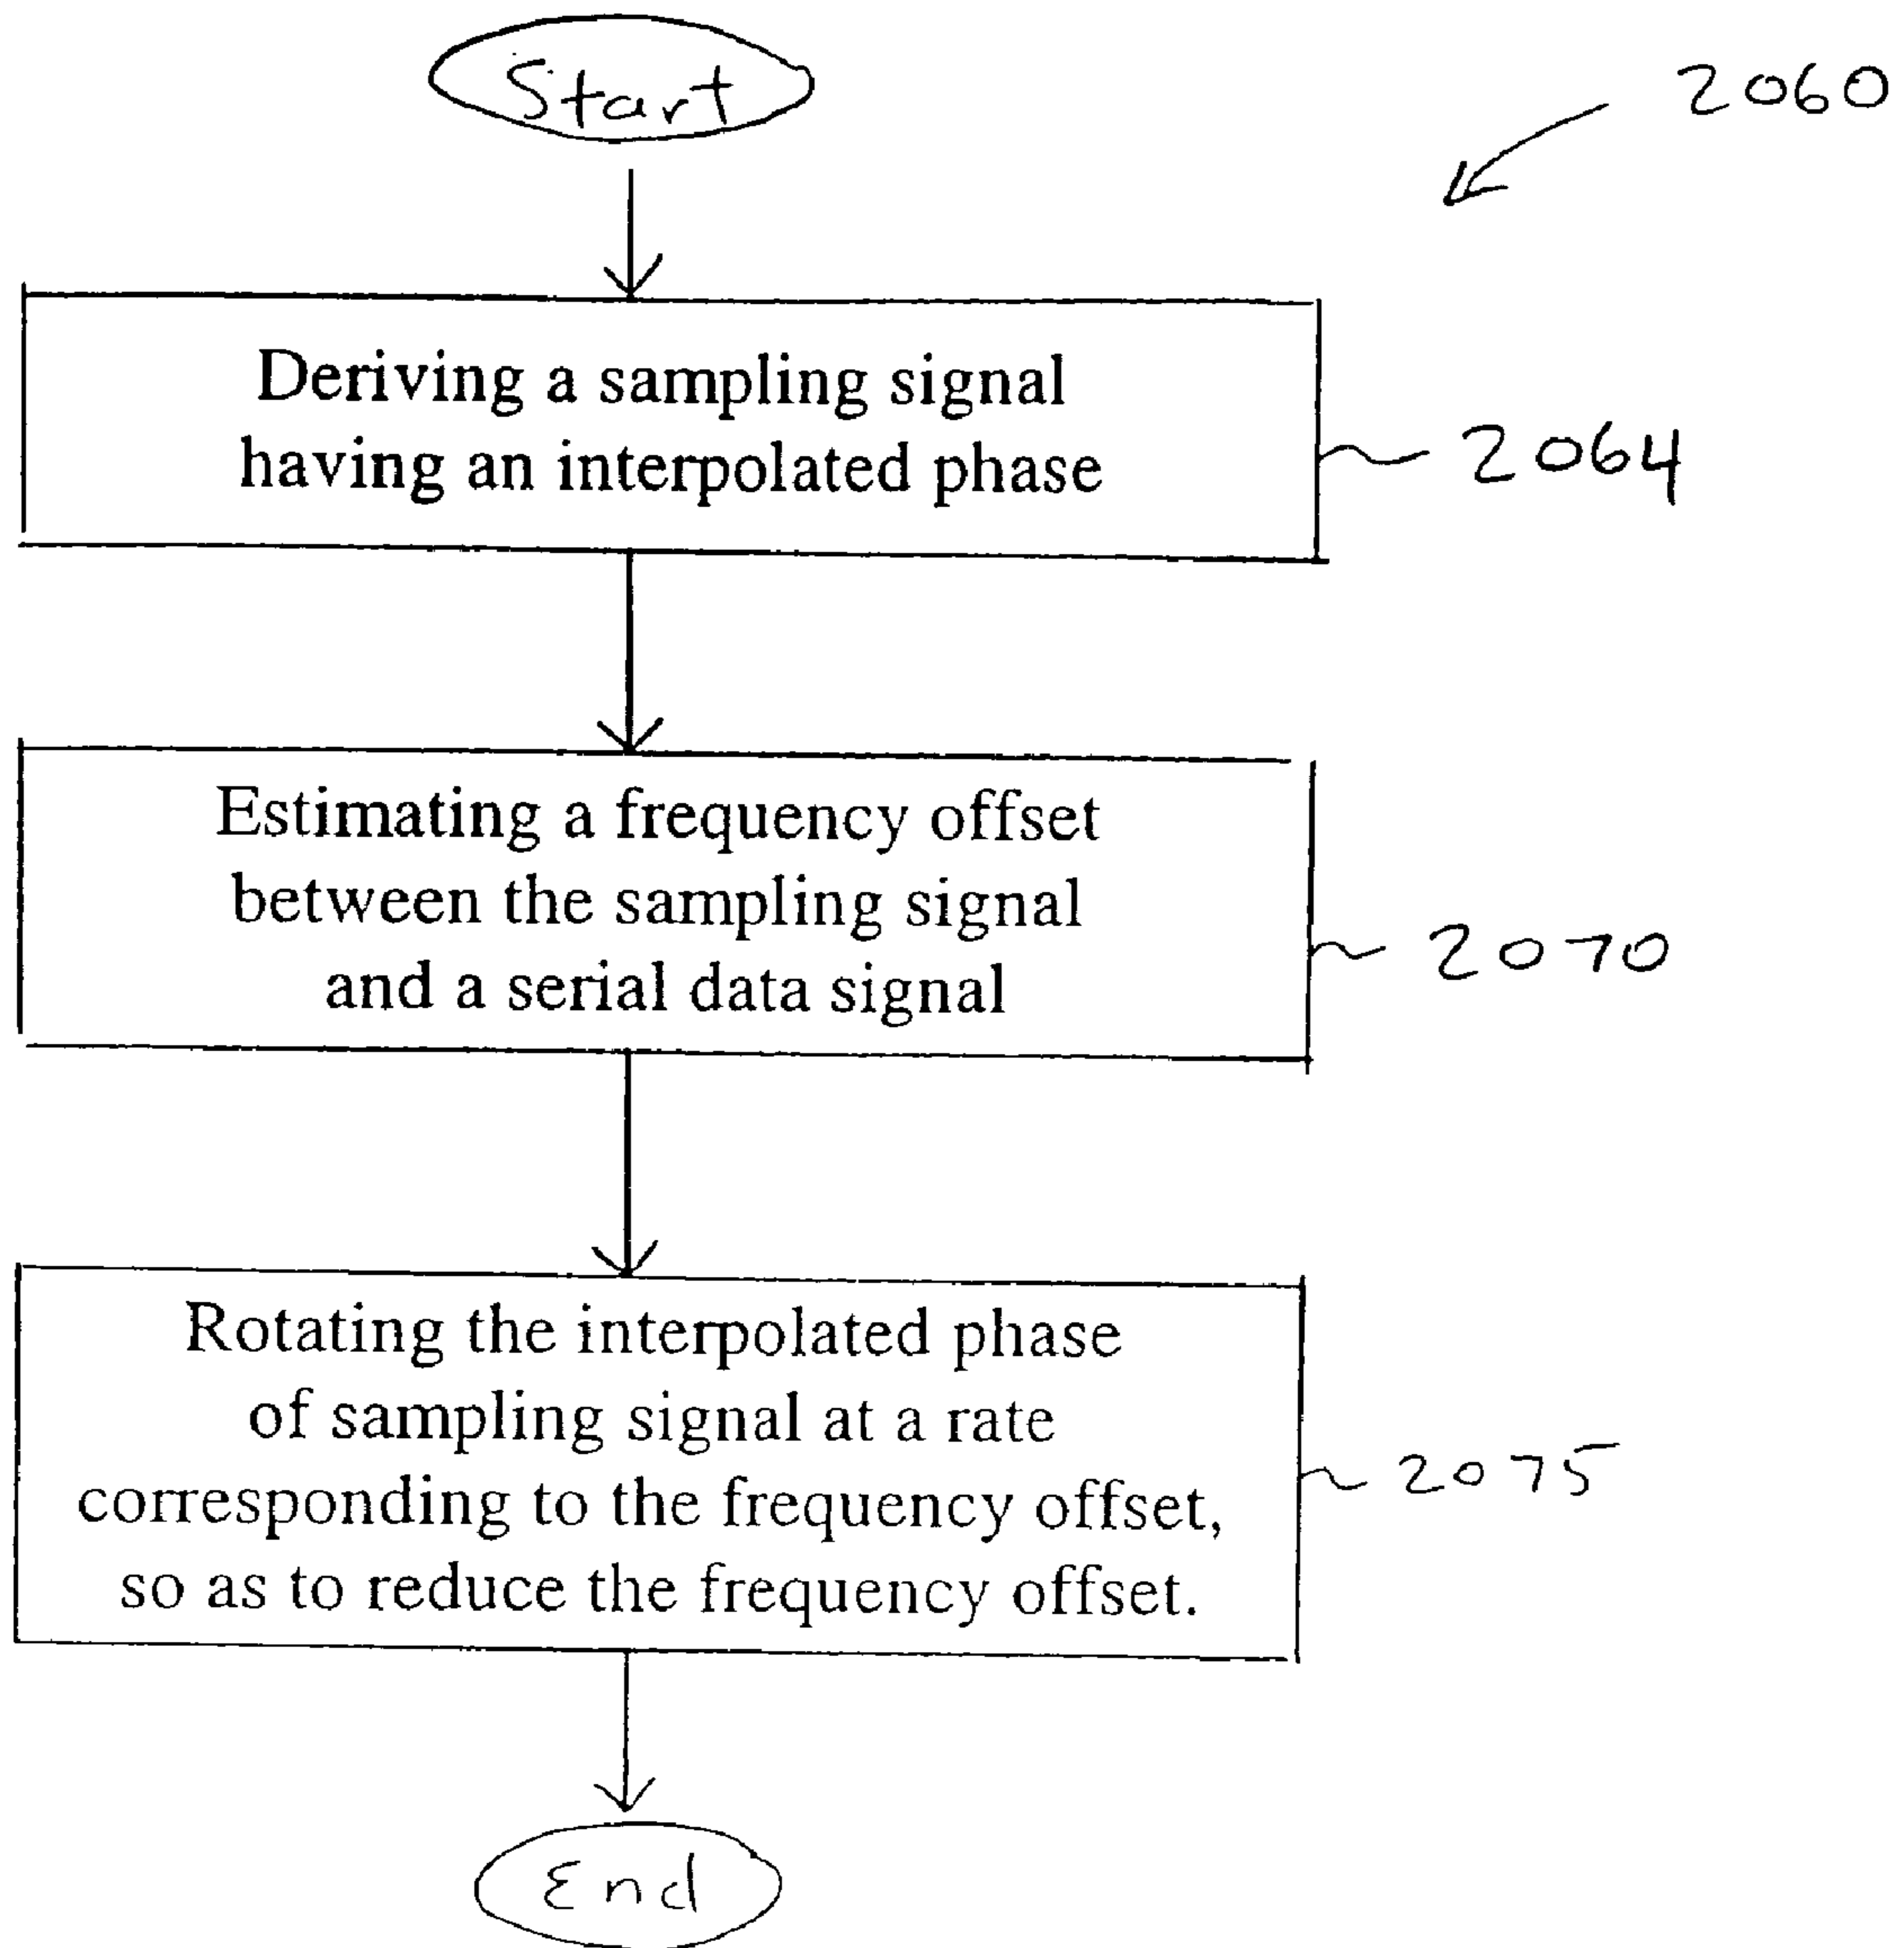 Start
2060
Deriving a sampling signal
having an interpolated phase
2064
Estimating a frequency offset
between the sampling signal
and a serial data signal
2070
Rotating the interpolated phase
of sampling signal at a rate
corresponding to the frequency offset,
so as to reduce the frequency offset.
2075
End